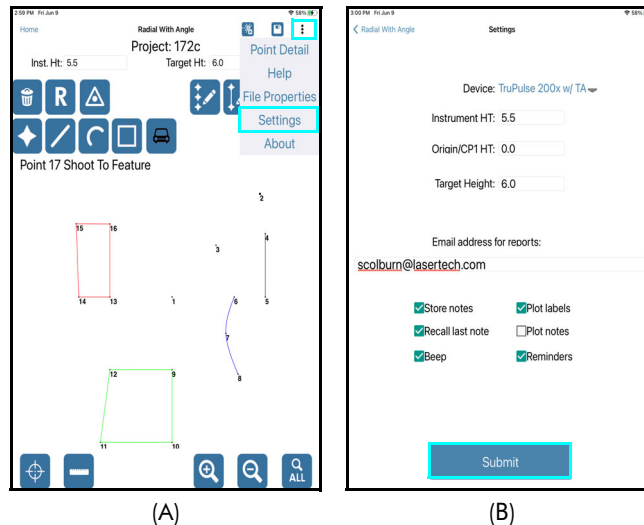 2:59 PM Fri Jun 9
56%
Home
Radial With Angle
Project: 172c
Inst. Ht: 5.5
Target Ht: 6.0
Point Detail
Help
File Properties
Settings
About
R
Point 17 Shoot To Feature
2
15
16
4
3
14
13
1
6
5
7
12
9
8
11
10
ALL
(A)
3:00 PM Fri Jun 9
56%
Radial With Angle
Settings
Device: TruPulse 200x w/ TA
Instrument HT: 5.5
Origin/CP1 HT: 0.0
Target Height: 6.0
Email address for reports:
scolburn@lasertech.com
Store notes
Plot labels
Recall last note
Plot notes
Beep
Reminders
Submit
(B)